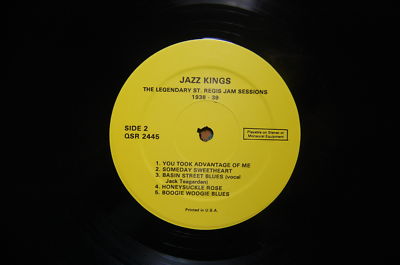 JAZZ KINGS
THE LEGENDARY ST. REGIS JAM SESSIONS
1938 - 39
SIDE 2
QSR 2445
Playable on Stereo or
Monaural Equipment
1. YOU TOOK ADVANTAGE OF ME
2. SOMEDAY SWEETHEART
3. BASIN STREET BLUES (vocal
Jack Teagarden)
4. HONEYSUCKLE ROSE
5. BOOGIE WOOGIE BLUES
Printed in U.S.A.